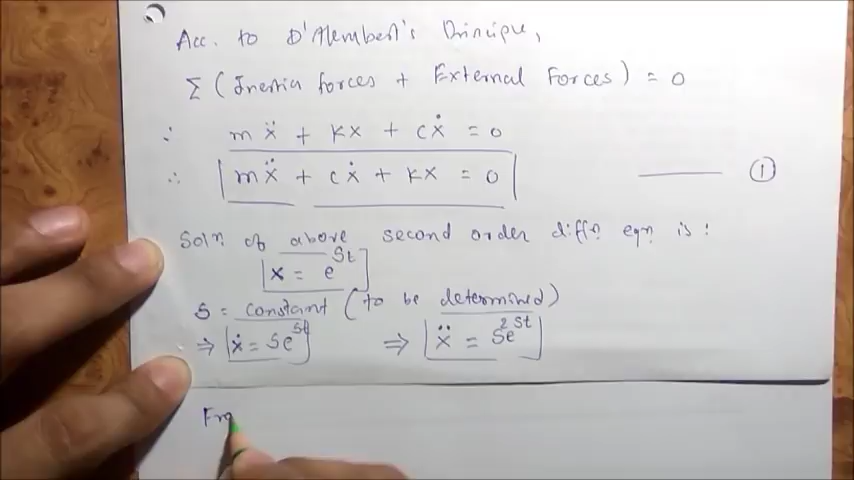 Acc. to D'Alembert's Principle,
Σ (Inertia forces + External Forces) = 0
∴ mẍ + kx + cẋ = 0
∴ mẍ + cẋ + kx = 0 ——— ①
Soln of above second order diffn eqn is :
x = e^{st}
S = constant (to be determined)
⇒ ẋ = Se^{st} ⇒ ẍ = S²e^{st}
Fro